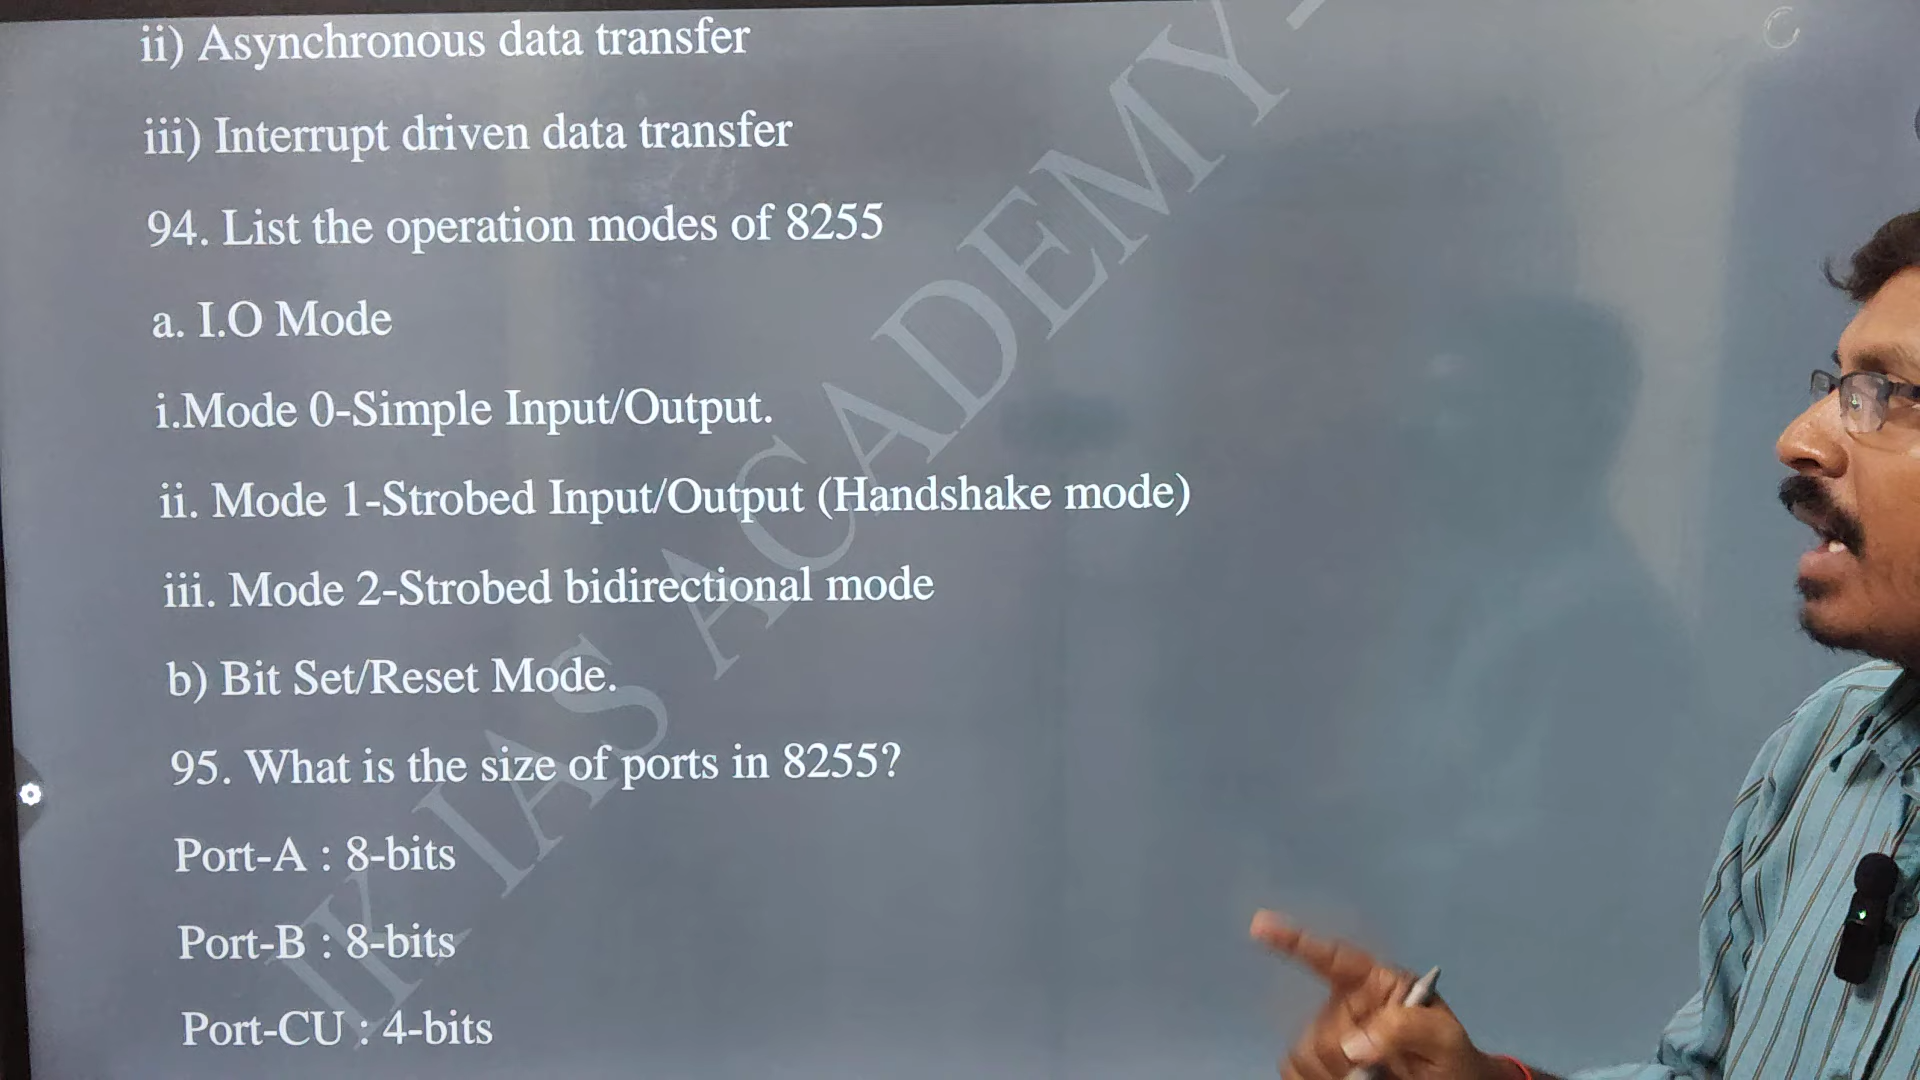 ii) Asynchronous data transfer
iii) Interrupt driven data transfer
94. List the operation modes of 8255
a. I.O Mode
i.Mode 0-Simple Input/Output.
ii. Mode 1-Strobed Input/Output (Handshake mode)
iii. Mode 2-Strobed bidirectional mode
b) Bit Set/Reset Mode.
95. What is the size of ports in 8255?
Port-A : 8-bits
Port-B : 8-bits
Port-CU : 4-bits
IK IAS ACADEMY -